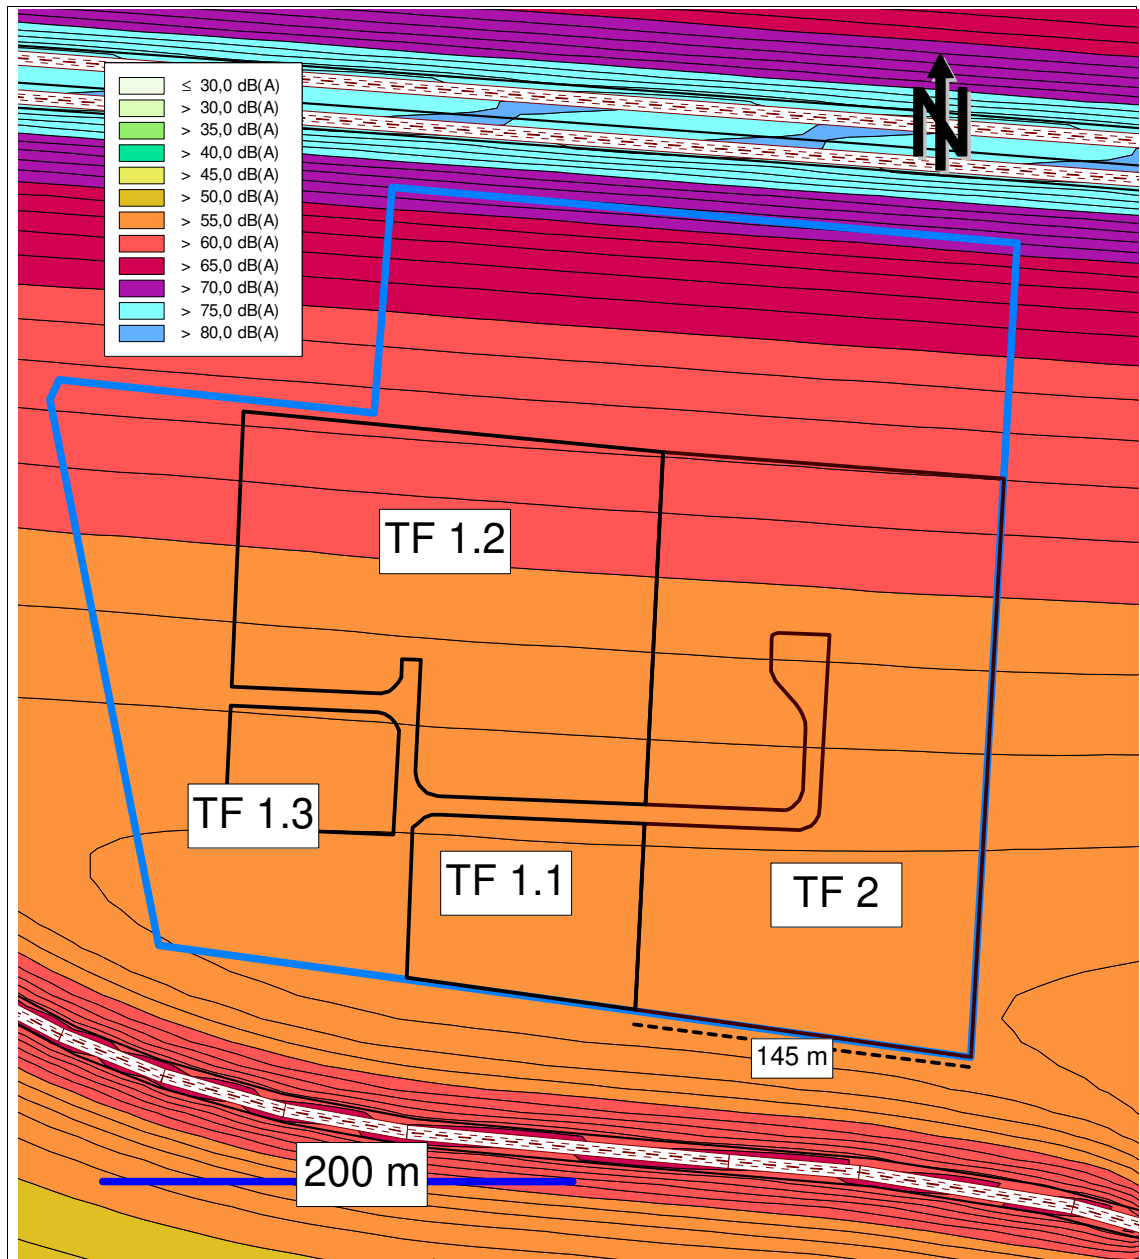 ≤ 30,0 dB(A)
> 30,0 dB(A)
> 35,0 dB(A)
> 40,0 dB(A)
> 45,0 dB(A)
> 50,0 dB(A)
> 55,0 dB(A)
> 60,0 dB(A)
> 65,0 dB(A)
> 70,0 dB(A)
> 75,0 dB(A)
> 80,0 dB(A)
N
TF 1.2
TF 1.3
TF 1.1
TF 2
145 m
200 m